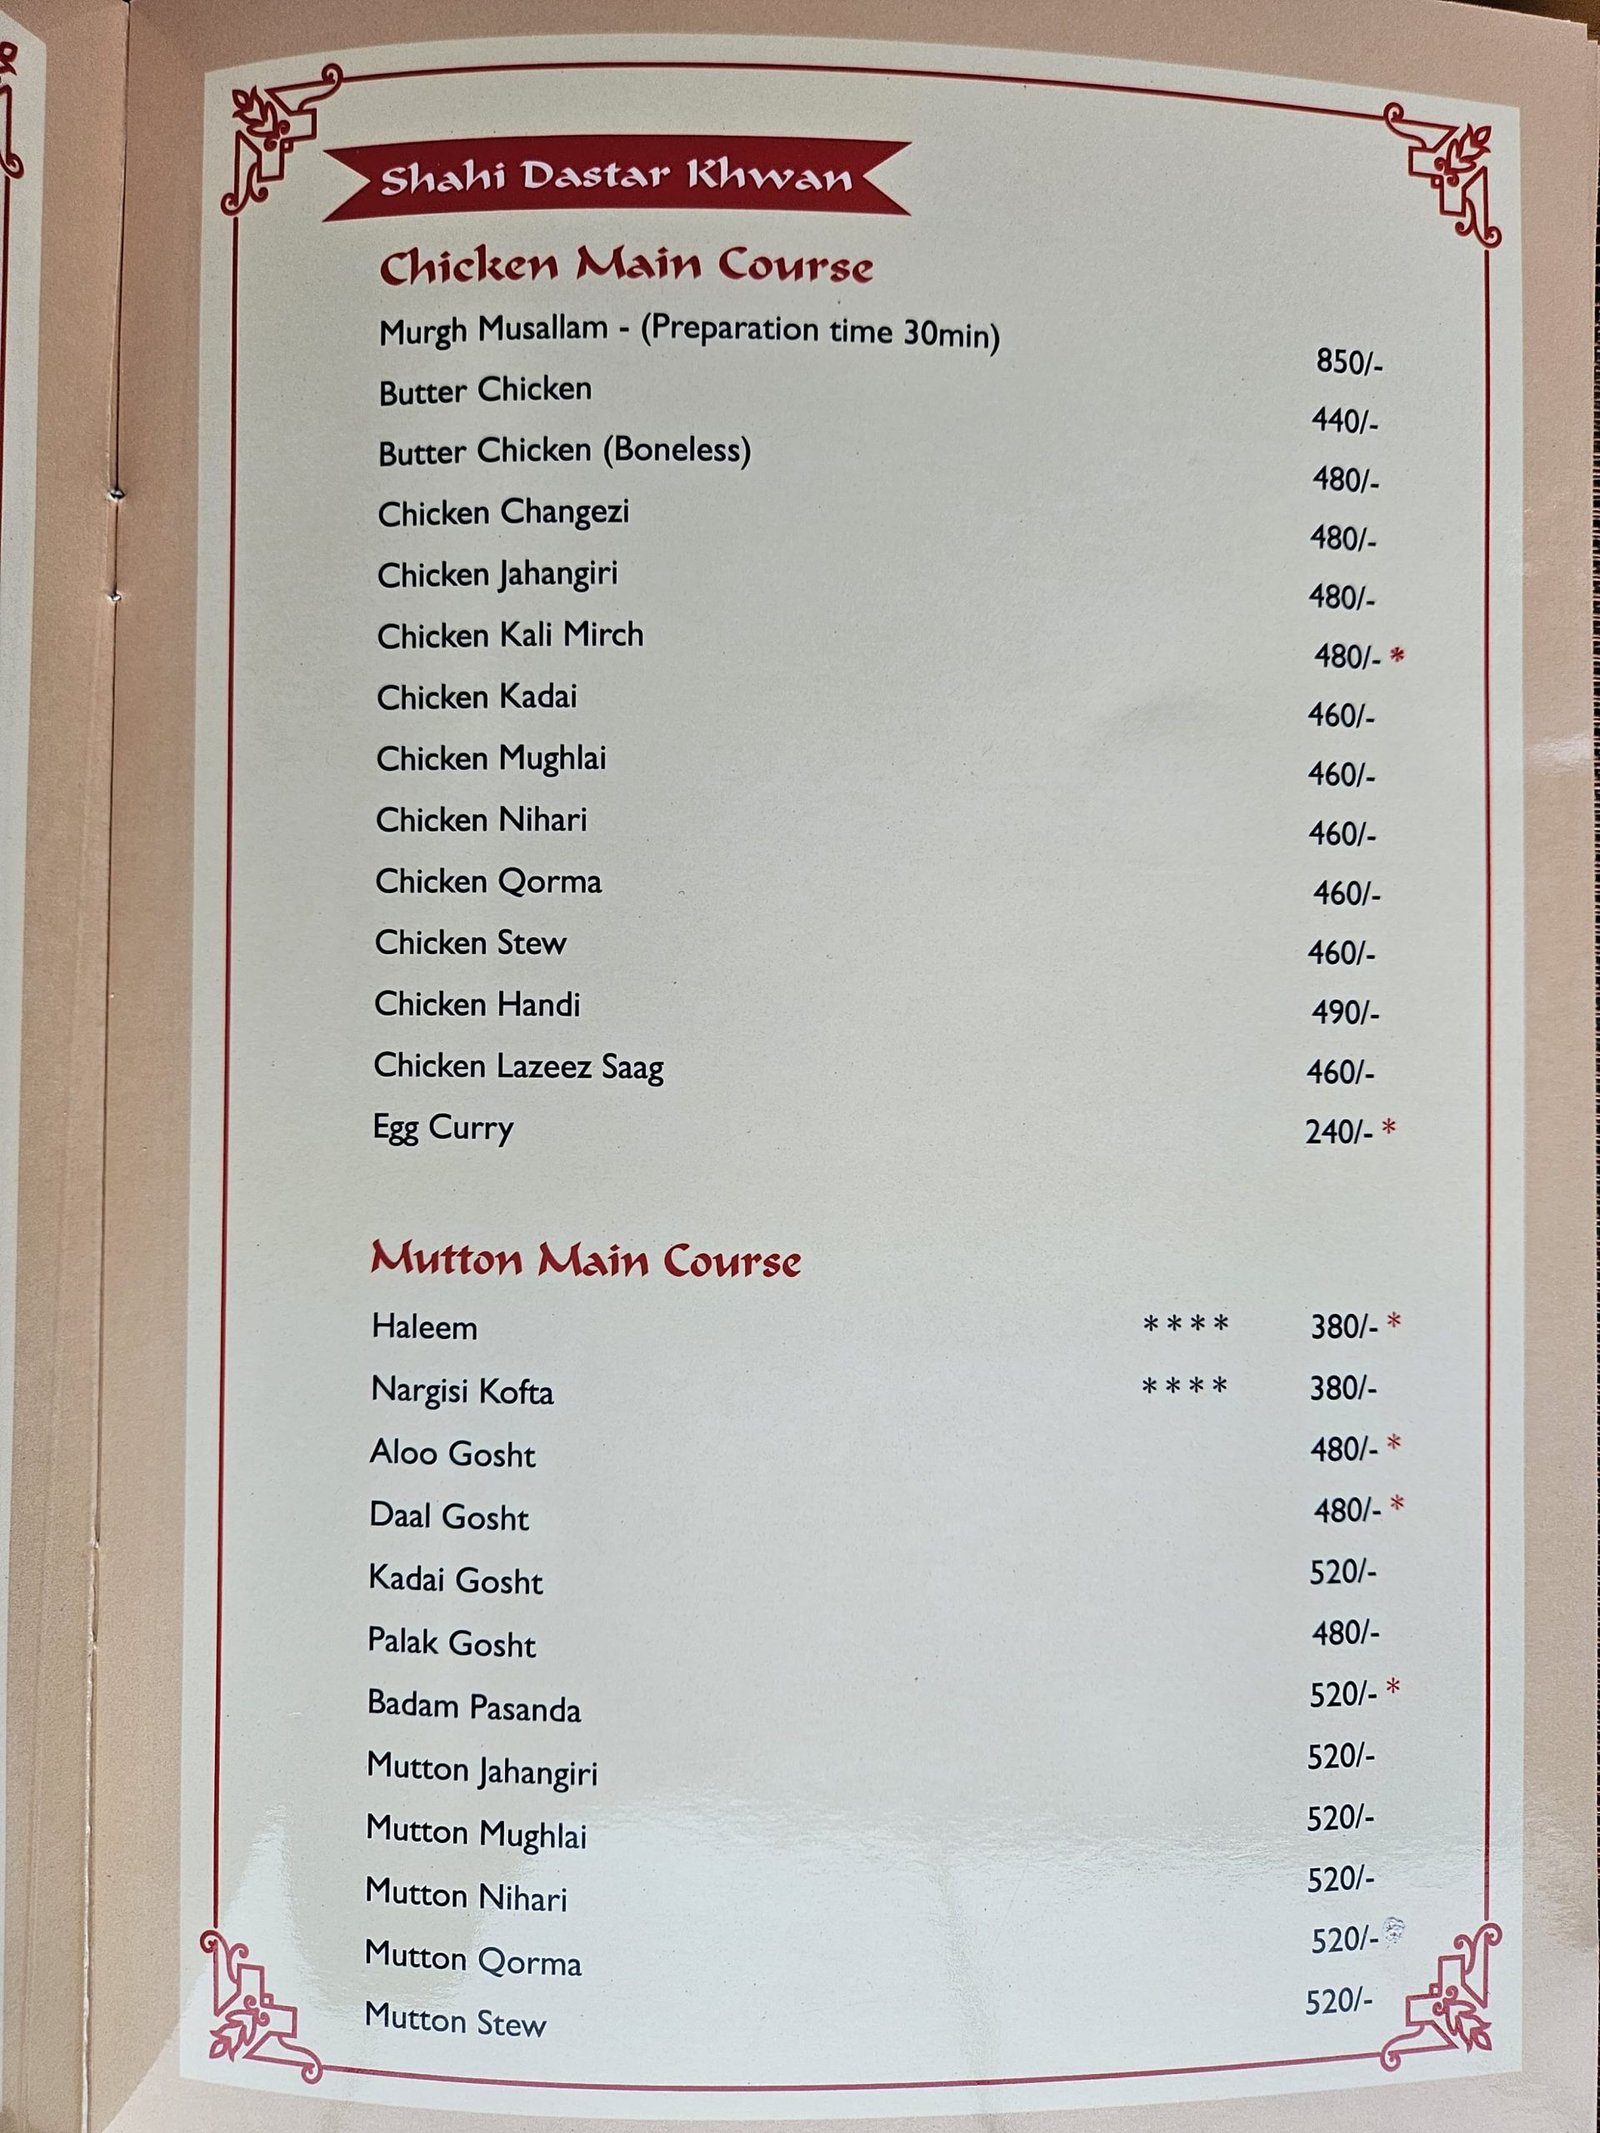 Shahi Dastar Khwan
Chicken Main Course
Murgh Musallam - (Preparation time 30min) 850/-
Butter Chicken 440/-
Butter Chicken (Boneless) 480/-
Chicken Changezi 480/-
Chicken Jahangiri 480/-
Chicken Kali Mirch 480/- *
Chicken Kadai 460/-
Chicken Mughlai 460/-
Chicken Nihari 460/-
Chicken Qorma 460/-
Chicken Stew 460/-
Chicken Handi 490/-
Chicken Lazeez Saag 460/-
Egg Curry 240/- *
Mutton Main Course
Haleem **** 380/- *
Nargisi Kofta **** 380/-
Aloo Gosht 480/- *
Daal Gosht 480/- *
Kadai Gosht 520/-
Palak Gosht 480/-
Badam Pasanda 520/- *
Mutton Jahangiri 520/-
Mutton Mughlai 520/-
Mutton Nihari 520/-
Mutton Qorma 520/-
Mutton Stew 520/-